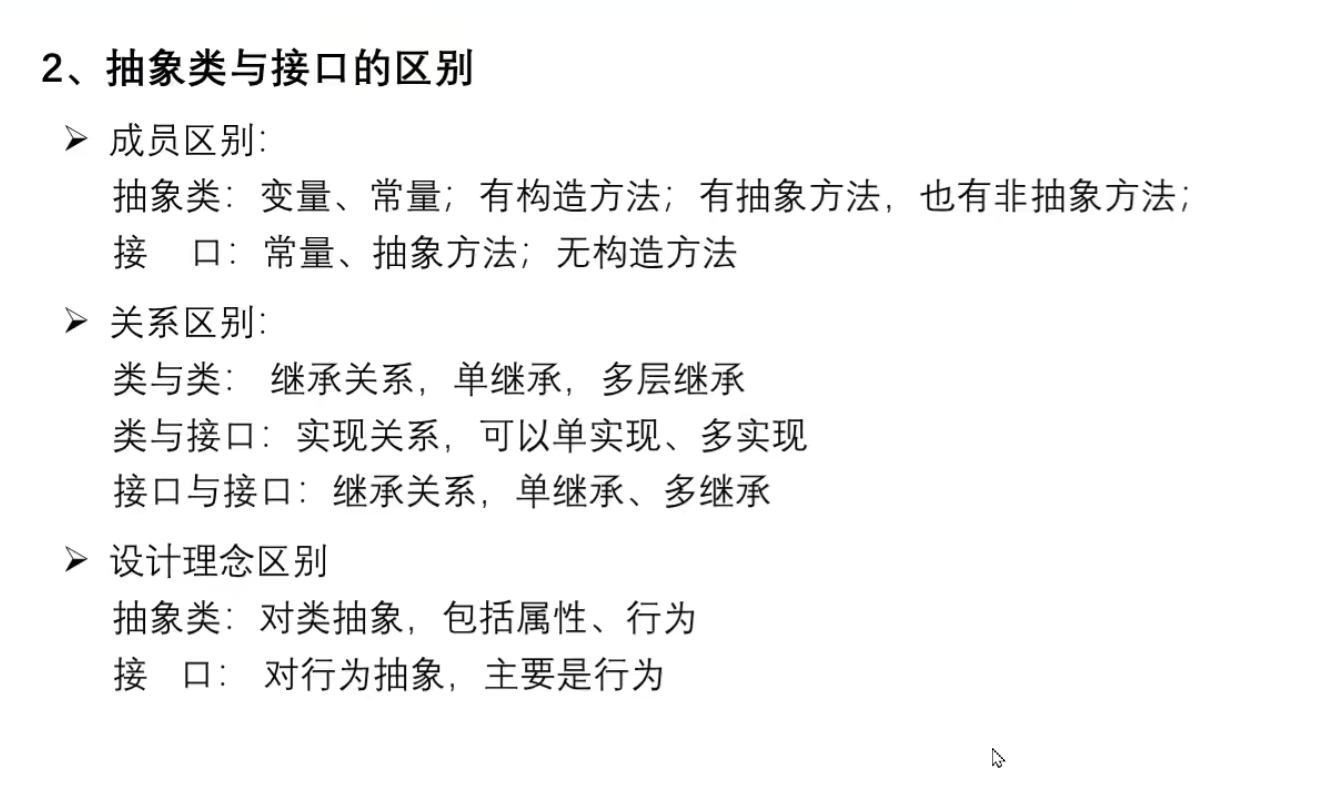 2、抽象类与接口的区别
➢ 成员区别：
抽象类：变量、常量；有构造方法；有抽象方法，也有非抽象方法；
接 口：常量、抽象方法；无构造方法
➢ 关系区别：
类与类： 继承关系，单继承，多层继承
类与接口：实现关系，可以单实现、多实现
接口与接口：继承关系，单继承、多继承
➢ 设计理念区别
抽象类：对类抽象，包括属性、行为
接 口： 对行为抽象，主要是行为